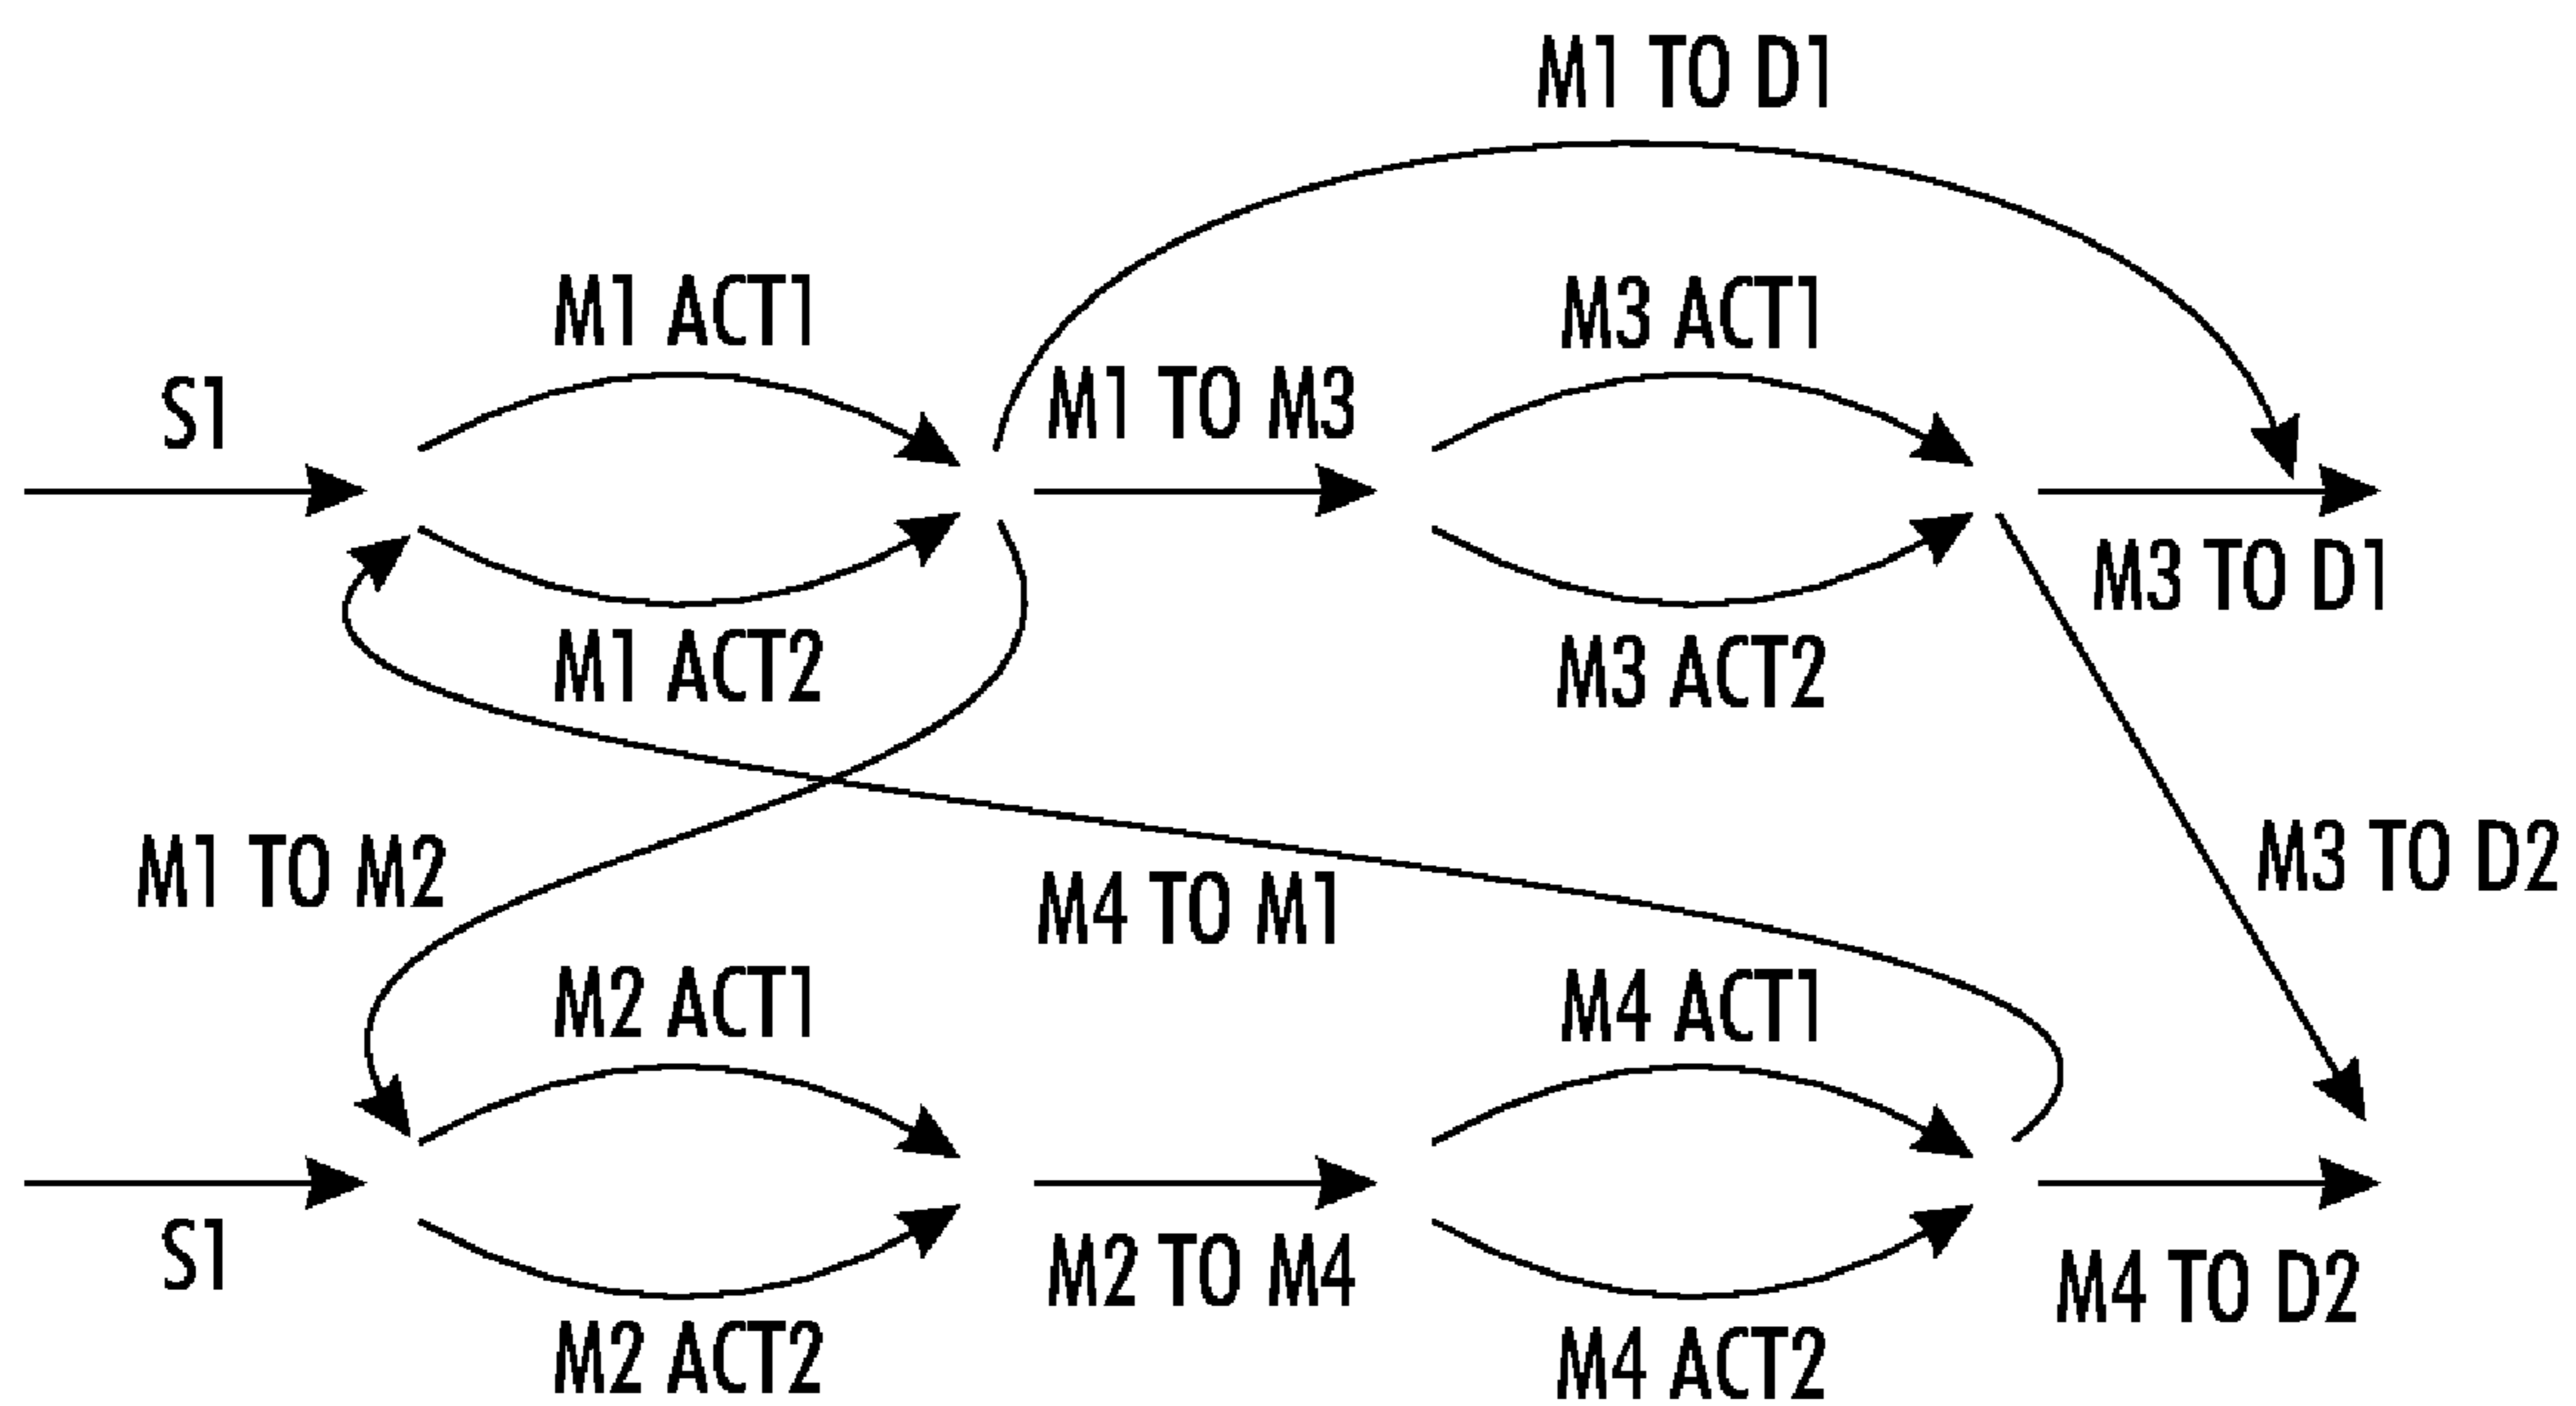 M1 TO D1
M1 ACT1
M3 ACT1
S1
M1 TO M3
M3 TO D1
M1 ACT2
M3 ACT2
M1 TO M2
M4 TO M1
M3 TO D2
M2 ACT1
M4 ACT1
S1
M2 TO M4
M4 TO D2
M2 ACT2
M4 ACT2